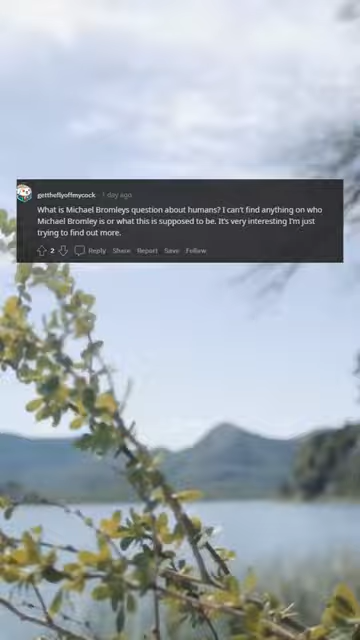 gettheflyoffmycock · 1 day ago
What is Michael Bromleys question about humans? I can't find anything on who
Michael Bromley is or what this is supposed to be. It's very interesting I'm just
trying to find out more.
2 Reply Share Report Save Follow